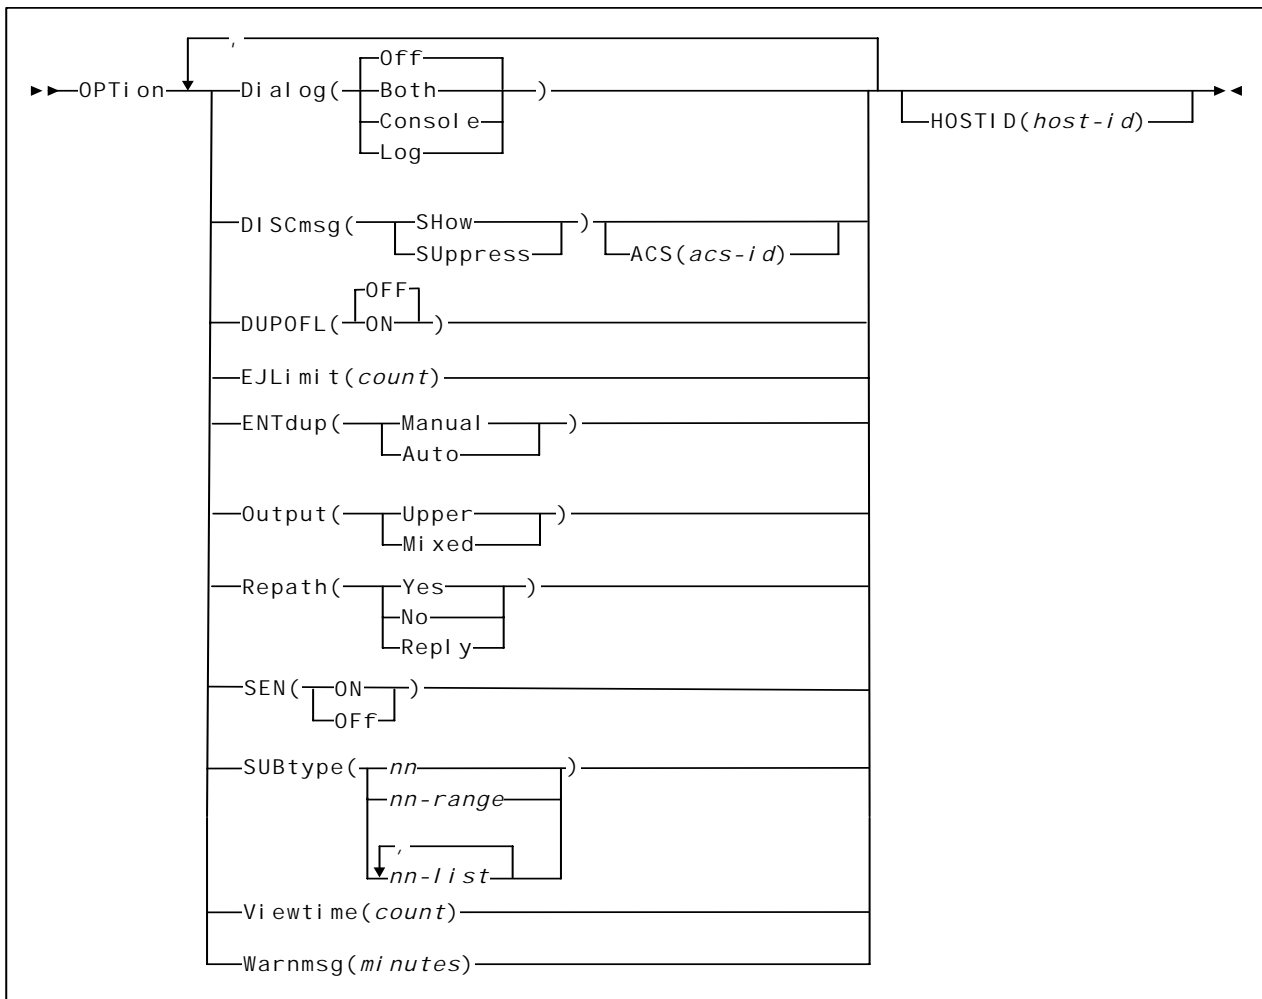 ,
OPTion Dialog( Off )
Both
Console
Log
HOSTID(host-id)
DISCmsg( SHow )
SUppress
ACS(acs-id)
DUPOFL( OFF
ON )
EJLimit(count)
ENTdup( Manual )
Auto
Output( Upper )
Mixed
Repath( Yes )
No
Reply
SEN( ON )
OFf
SUBtype( nn )
nn-range
,
nn-list
Viewtime(count)
Warnmsg(minutes)